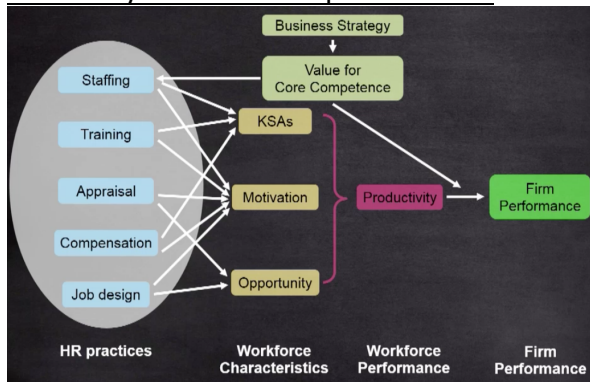 Business Strategy
Value for
Core Competence
Staffing
Training
Appraisal
Compensation
Job design
KSAs
Motivation
Opportunity
Productivity
Firm
Performance
HR practices
Workforce
Characteristics
Workforce
Performance
Firm
Performance